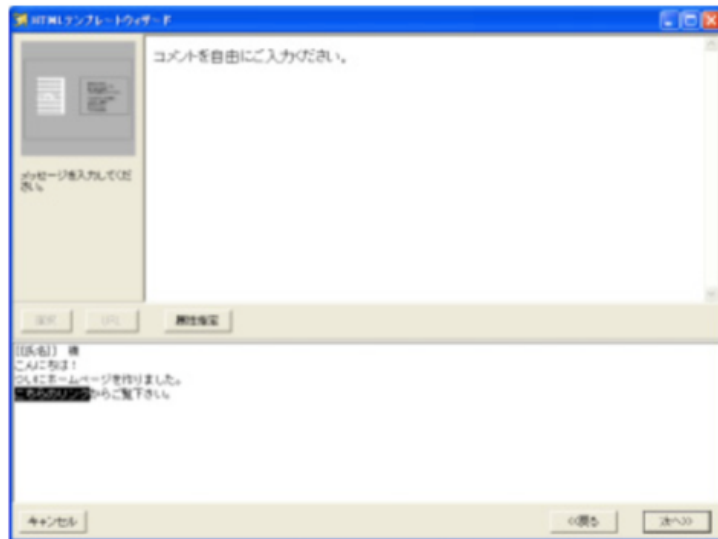 HTMLテンプレートウィザード
コメントを自由にご入力ください。
メッセージを入力してくだ
さい。
選択
URL
属性指定
[[氏名]] 様
こんにちは!
ついにホームページを作りました。
こちらのリンクからご覧下さい。
キャンセル
<<戻る
次へ>>